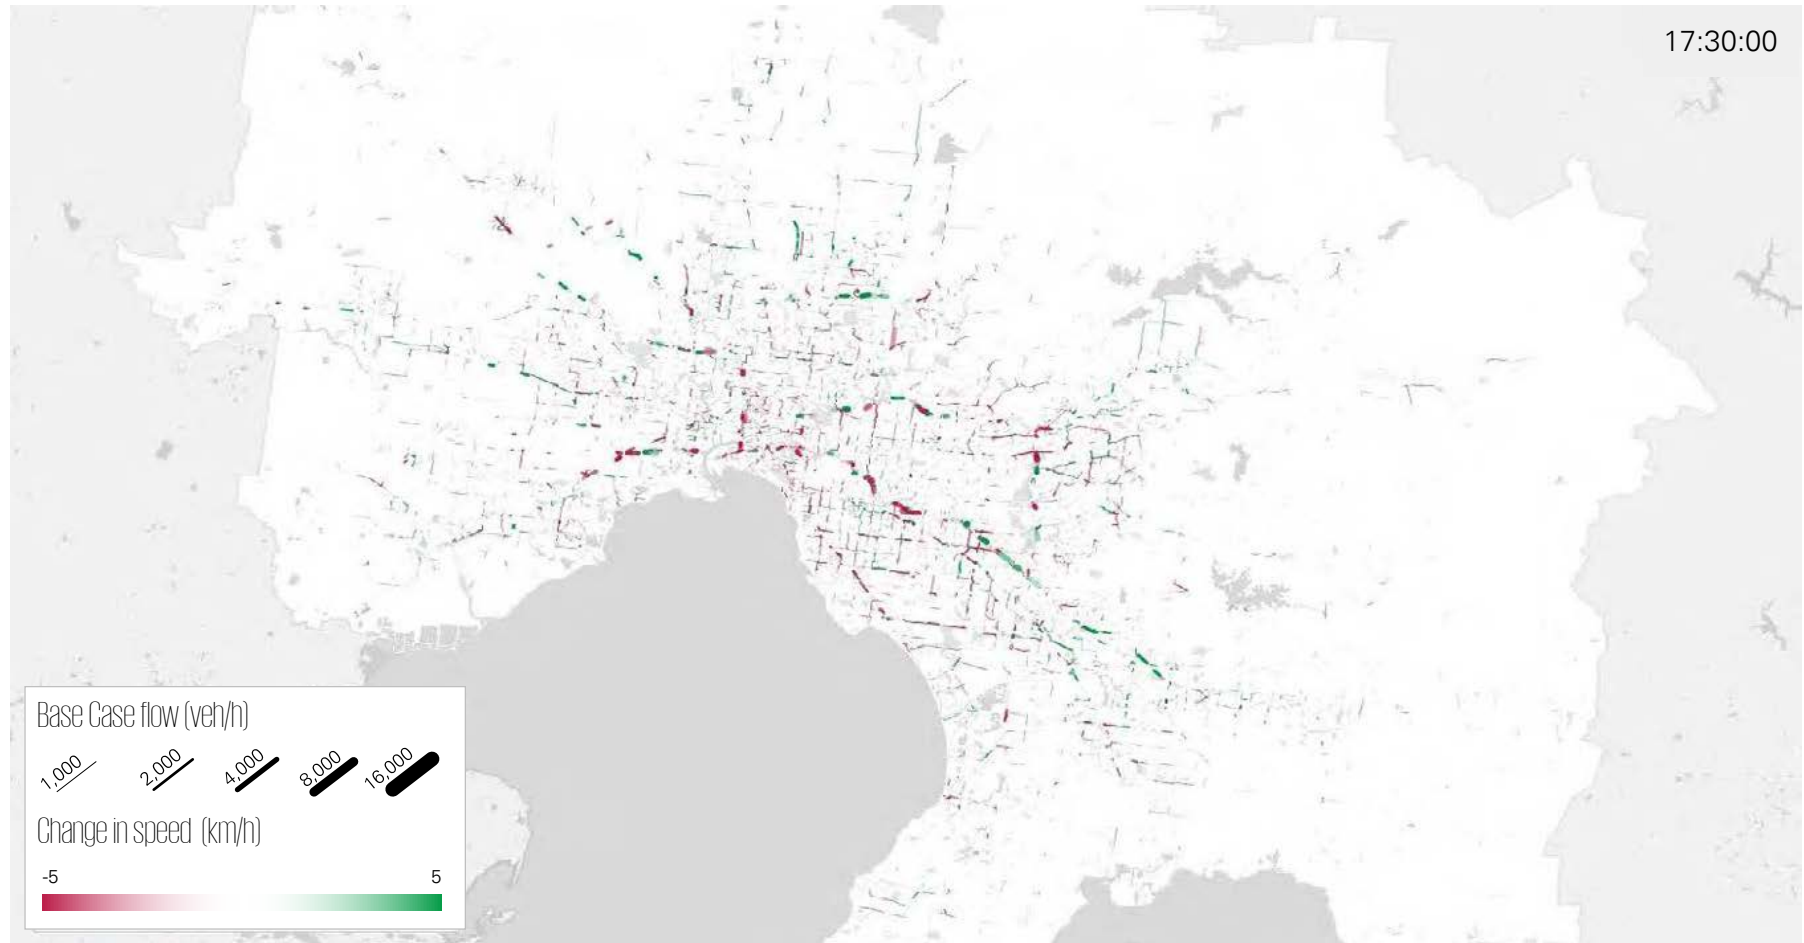 17:30:00
Base Case flow (veh/h)
1,000 2,000 4,000 8,000 16,000
Change in speed (km/h)
-5 5